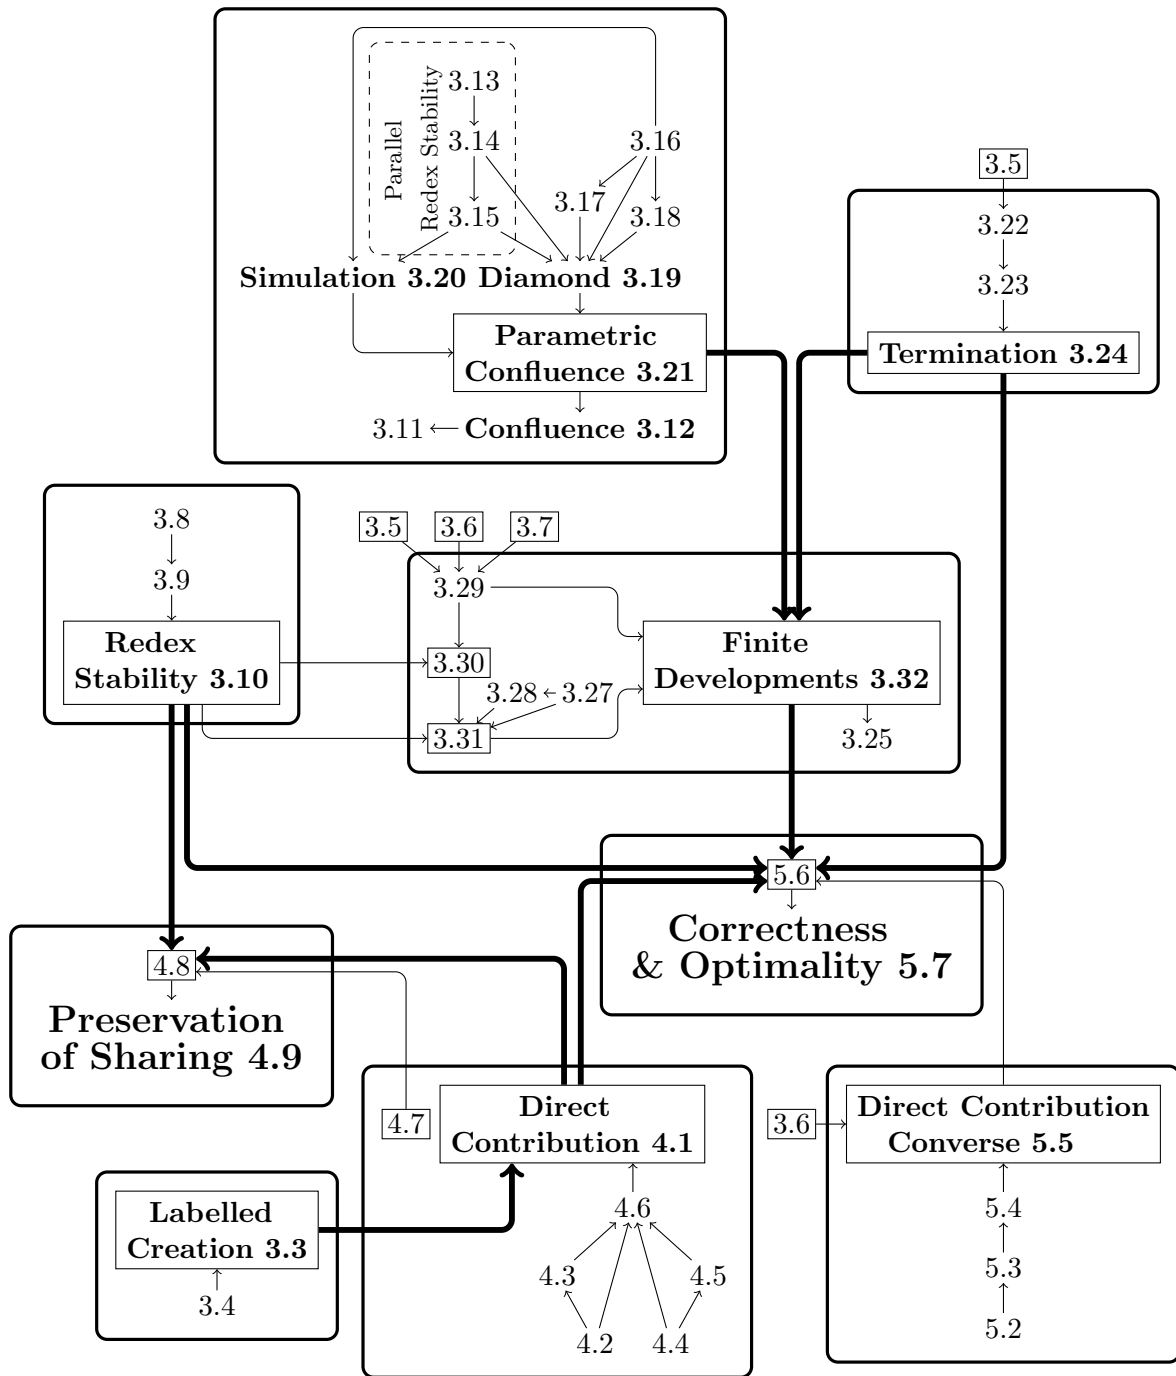 3.13
Parallel
Redex Stability
3.14
3.16
3.5
3.17
3.15
3.18
3.22
Simulation 3.20
Diamond 3.19
3.23
Parametric
Confluence 3.21
Termination 3.24
3.11
Confluence 3.12
3.8
3.5
3.6
3.7
3.9
3.29
Redex
Stability 3.10
Finite
Developments 3.32
3.30
3.28
3.27
3.31
3.25
5.6
Correctness
& Optimality 5.7
4.8
Preservation
of Sharing 4.9
4.7
Direct
Contribution 4.1
3.6
Direct Contribution
Converse 5.5
Labelled
Creation 3.3
4.6
5.4
4.3
4.5
5.3
3.4
4.2
4.4
5.2